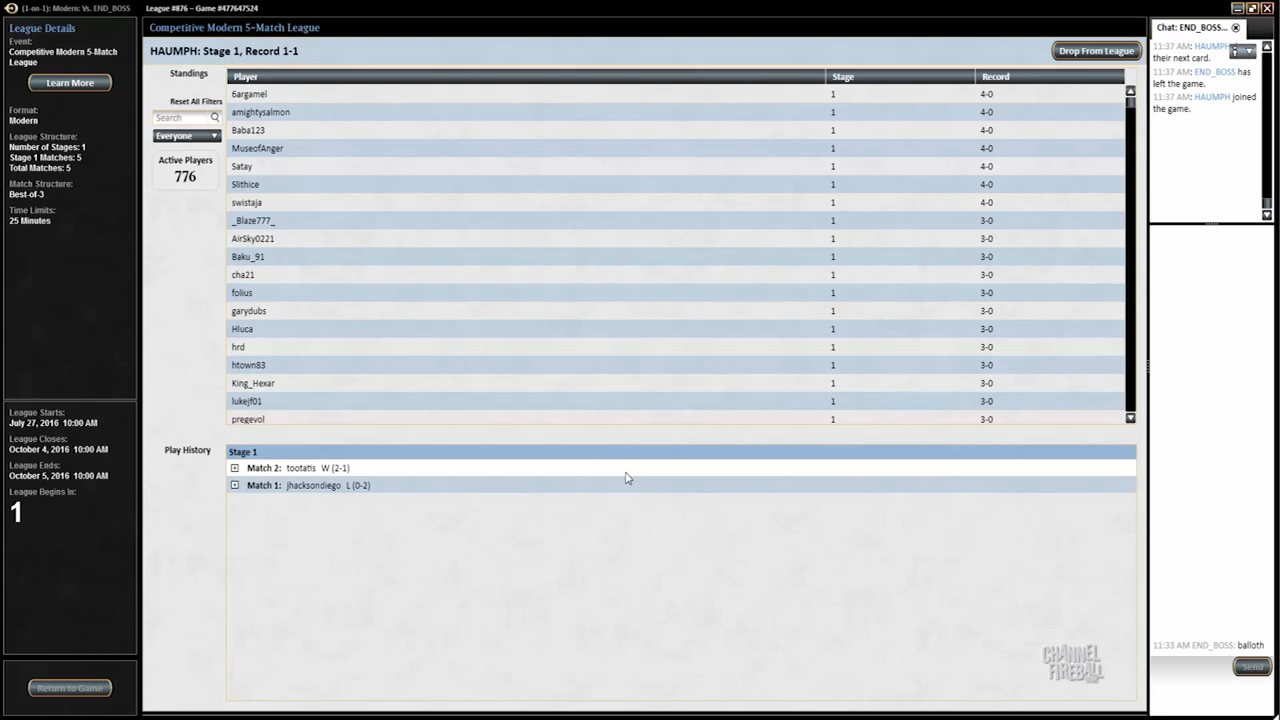 (1-on-1): Modern: Vs. END_BOSS
League #876 – Game #477647524
League Details
Event:
Competitive Modern 5-Match
League
Learn More
Format:
Modern
League Structure:
Number of Stages: 1
Stage 1 Matches: 5
Total Matches: 5
Match Structure:
Best-of-3
Time Limits:
25 Minutes
League Starts:
July 27, 2016 10:00 AM
League Closes:
October 4, 2016 10:00 AM
League Ends:
October 5, 2016 10:00 AM
League Begins In:
1
Return to Game
Competitive Modern 5-Match League
HAUMPH: Stage 1, Record 1-1
Drop From League
Standings
Reset All Filters
Search
Everyone
Active Players
776
Player Stage Record
6argamel 1 4-0
amightysalmon 1 4-0
Baba123 1 4-0
MuseofAnger 1 4-0
Satay 1 4-0
Slithice 1 4-0
swistaja 1 4-0
_Blaze777_ 1 3-0
AirSky0221 1 3-0
Baku_91 1 3-0
cha21 1 3-0
folius 1 3-0
garydubs 1 3-0
Hluca 1 3-0
hrd 1 3-0
htown83 1 3-0
King_Hexar 1 3-0
lukejf01 1 3-0
pregevol 1 3-0
Play History
Stage 1
Match 2: tootatis W (2-1)
Match 1: jhacksondiego L (0-2)
CHANNEL
FIREBALL
Chat: END_BOSS...
11:37 AM: HAUMPH
their next card.
11:37 AM: END_BOSS has
left the game.
11:37 AM: HAUMPH joined
the game.
11:33 AM END_BOSS: balloth
Send